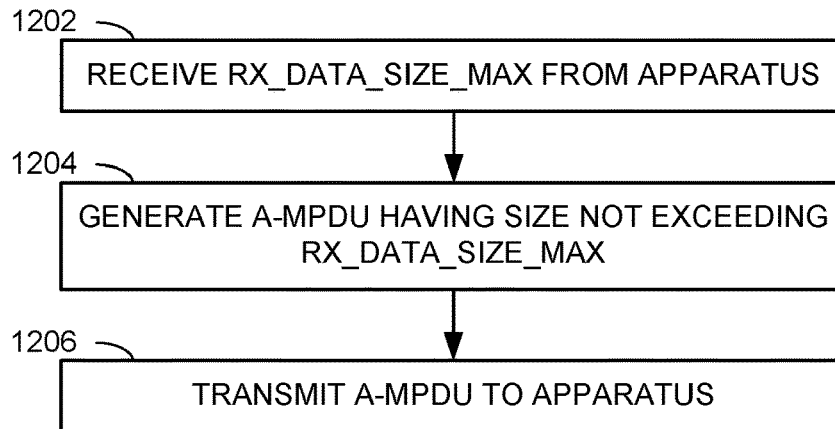 1202
RECEIVE RX_DATA_SIZE_MAX FROM APPARATUS
1204
GENERATE A-MPDU HAVING SIZE NOT EXCEEDING
RX_DATA_SIZE_MAX
1206
TRANSMIT A-MPDU TO APPARATUS